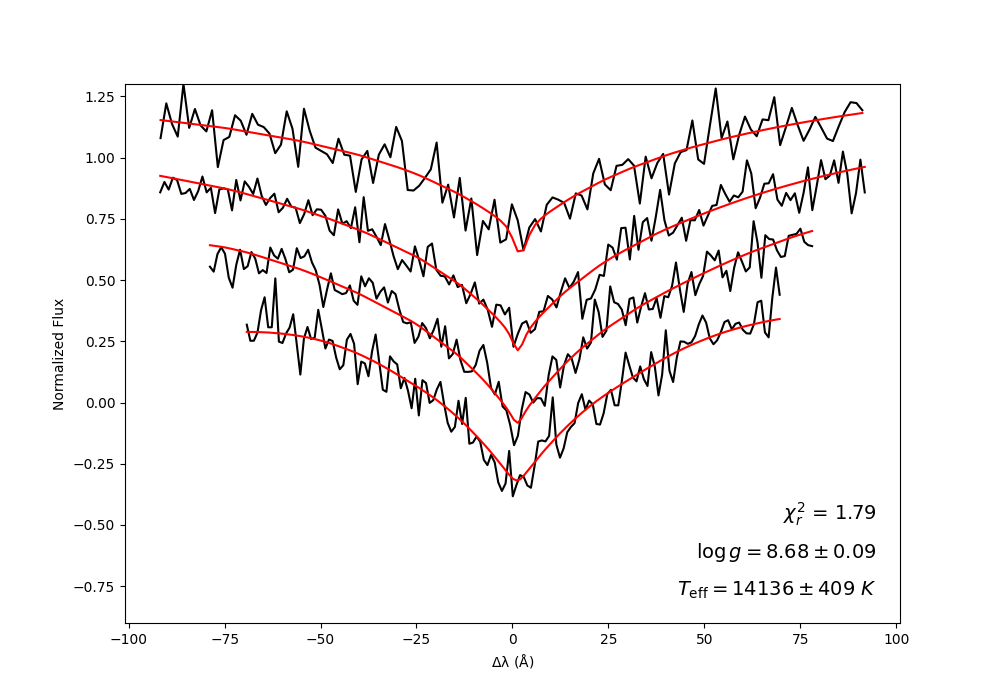 1.25
1.00
0.75
0.50
0.25
0.00
−0.25
−0.50
−0.75
Normalized Flux
χ²ᵣ = 1.79
log g = 8.68 ± 0.09
T_eff = 14136 ± 409 K
−100 −75 −50 −25 0 25 50 75 100
Δλ (Å)